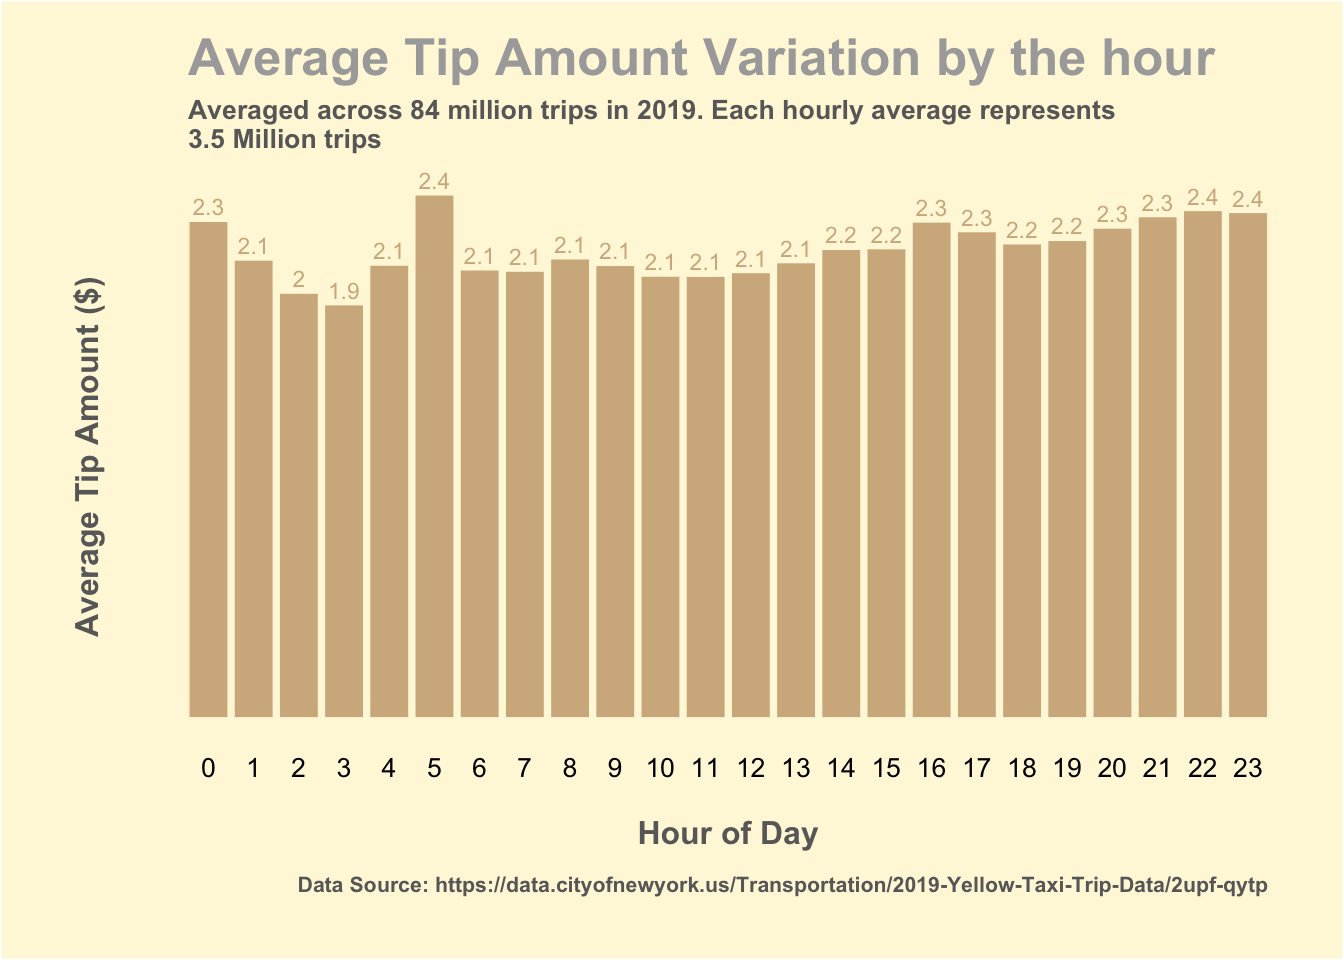 Average Tip Amount Variation by the hour
Averaged across 84 million trips in 2019. Each hourly average represents
3.5 Million trips
2.3 2.1 2 1.9 2.1 2.4 2.1 2.1 2.1 2.1 2.1 2.1 2.1 2.1 2.2 2.2 2.3 2.3 2.2 2.2 2.3 2.3 2.4 2.4
Average Tip Amount ($)
0 1 2 3 4 5 6 7 8 9 10 11 12 13 14 15 16 17 18 19 20 21 22 23
Hour of Day
Data Source: https://data.cityofnewyork.us/Transportation/2019-Yellow-Taxi-Trip-Data/2upf-qytp